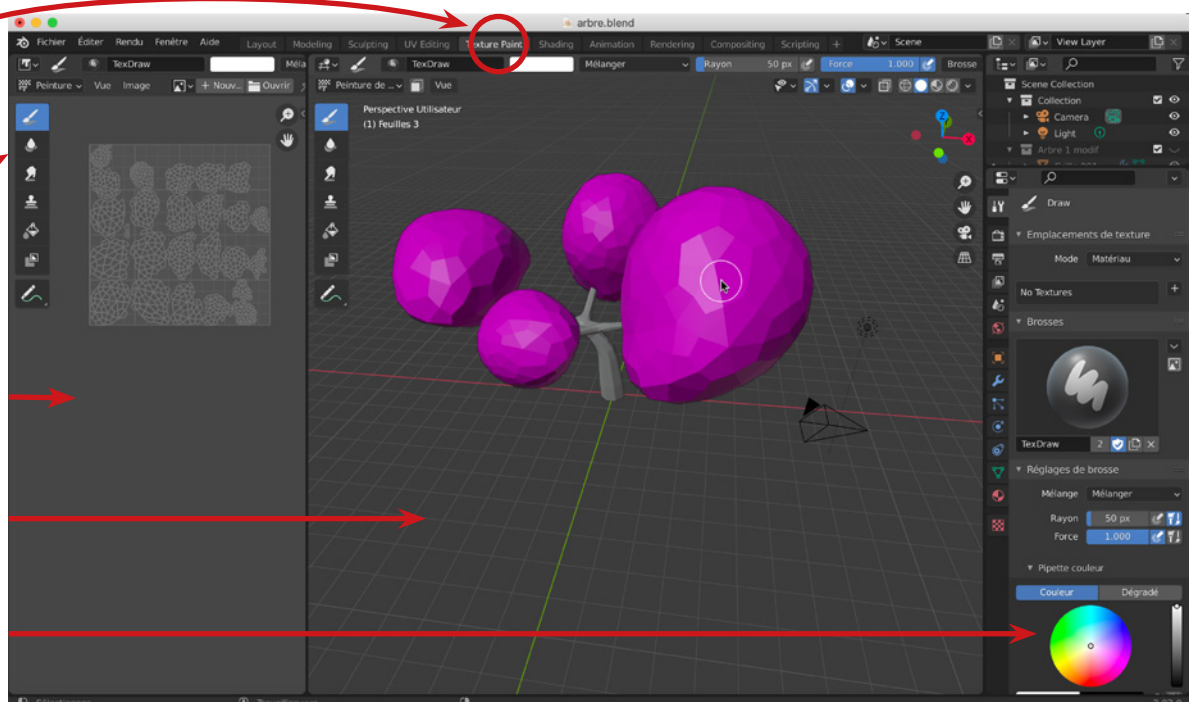 arbre.blend
Fichier Éditer Rendu Fenêtre Aide Layout Modeling Sculpting UV Editing Texture Paint Shading Animation Rendering Compositing Scripting + Scene View Layer
TexDraw Méla TexDraw Mélanger Rayon 50 px Force 1.000 Brosse
Peinture Vue Image + Nouv... Ouvrir Peinture de ... Vue
Scene Collection
Collection
Camera
Light
Arbre 1 modif
Perspective Utilisateur
(1) Feuilles 3
Z
X
Draw
Emplacements de texture
Mode Matériau
No Textures
Brosses
TexDraw 2
Réglages de brosse
Mélange Mélanger
Rayon 50 px
Force 1.000
Pipette couleur
Couleur Dégradé